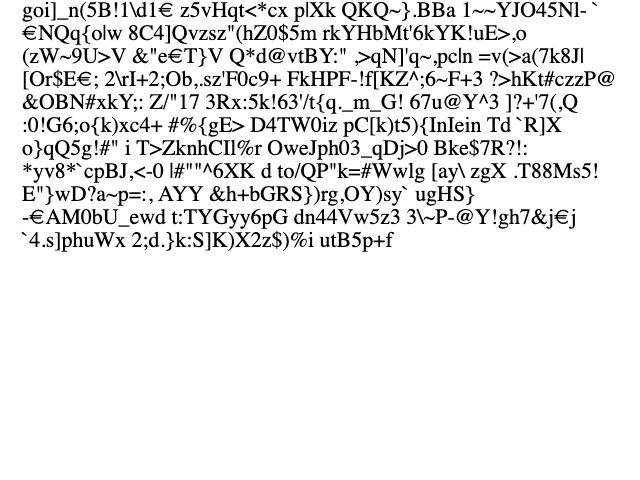 goi]_n(5B!1\d1€ z5vHqt<*cx p|Xk QKQ~}.BBa 1~~YJO45Nl-`
€NQq{o|w 8C4]Qvzsz"(hZ0$5m rkYHbMt'6kYK!uE>,o
(zW~9U>V &"e€T}V Q*d@vtBY:" ,>qN]'q~,pc|n =v(>a(7k8J|
[Or$E€; 2\rI+2;Ob,.sz'F0c9+ FkHPF-!f[KZ^;6~F+3 ?>hKt#czzP@
&OBN#xkY;: Z/"17 3Rx:5k!63'/t{q._m_G! 67u@Y^3 ]?+'7(,Q
:0!G6;o{k)xc4+ #%{gE> D4TW0iz pC[k)t5){InIein Td`R]X
o}qQ5g!#" i T>ZknhCIl%r OweJph03_qDj>0 Bke$7R?!:
*yv8*`cpBJ,<-0 |#""^6XK d to/QP"k=#Wwlg [ay\ zgX .T88Ms5!
E"}wD?a~p=:, AYY &h+bGRS})rg,OY)sy` ugHS}
-€AM0bU_ewd t:TYGyy6pG dn44Vw5z3 3\~P-@Y!gh7&j€j
`4.s]phuWx 2;d.}k:S]K)X2z$)%i utB5p+f